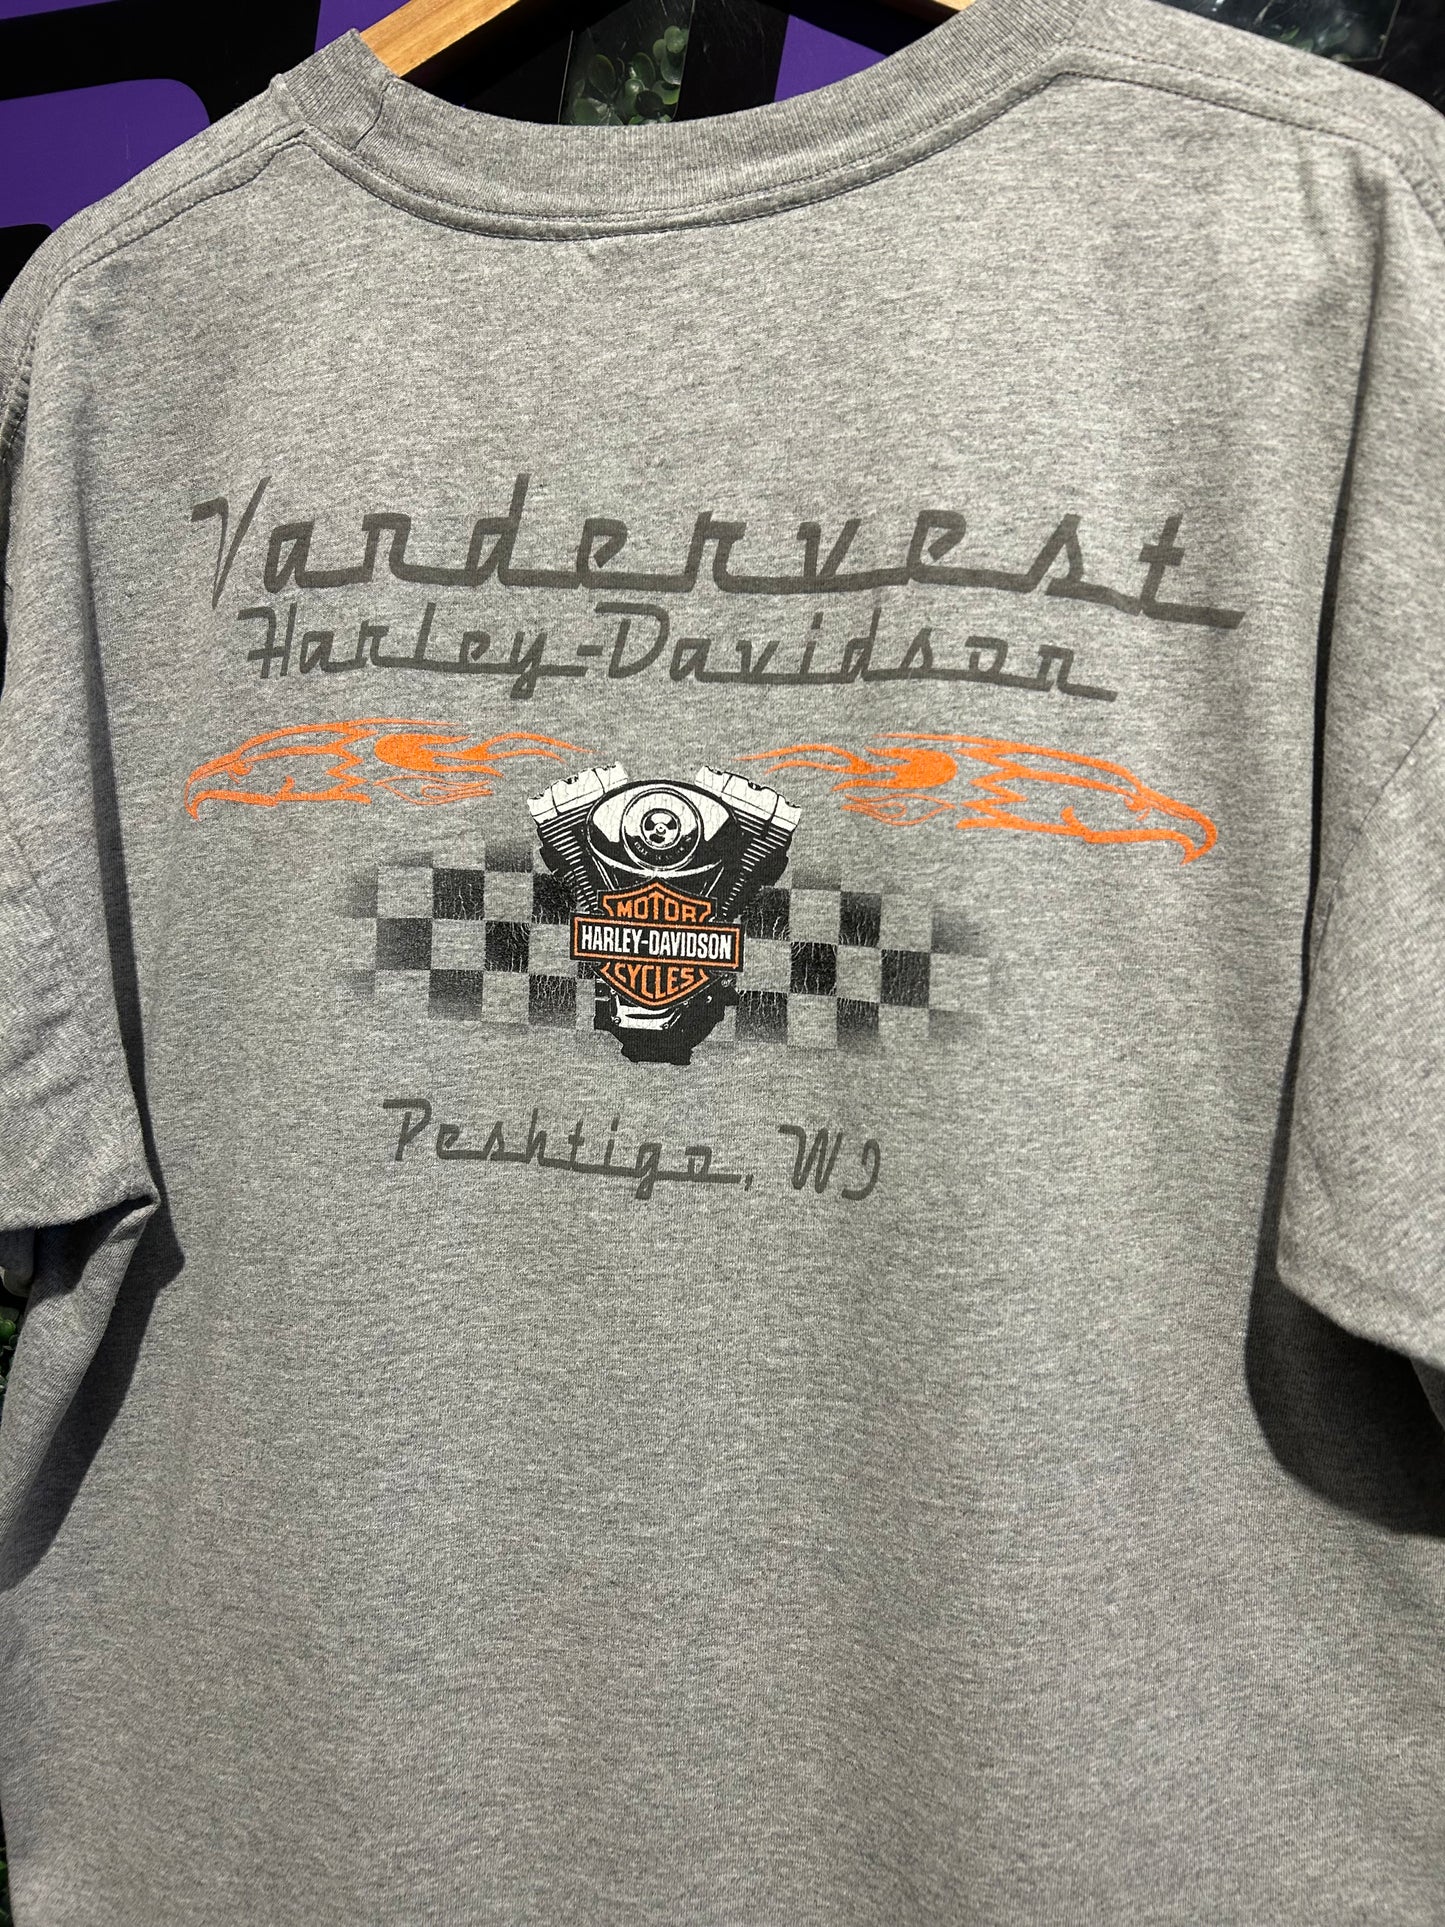 Vandervest
Harley-Davidson
MOTOR
HARLEY-DAVIDSON
CYCLES
Peshtigo, WI